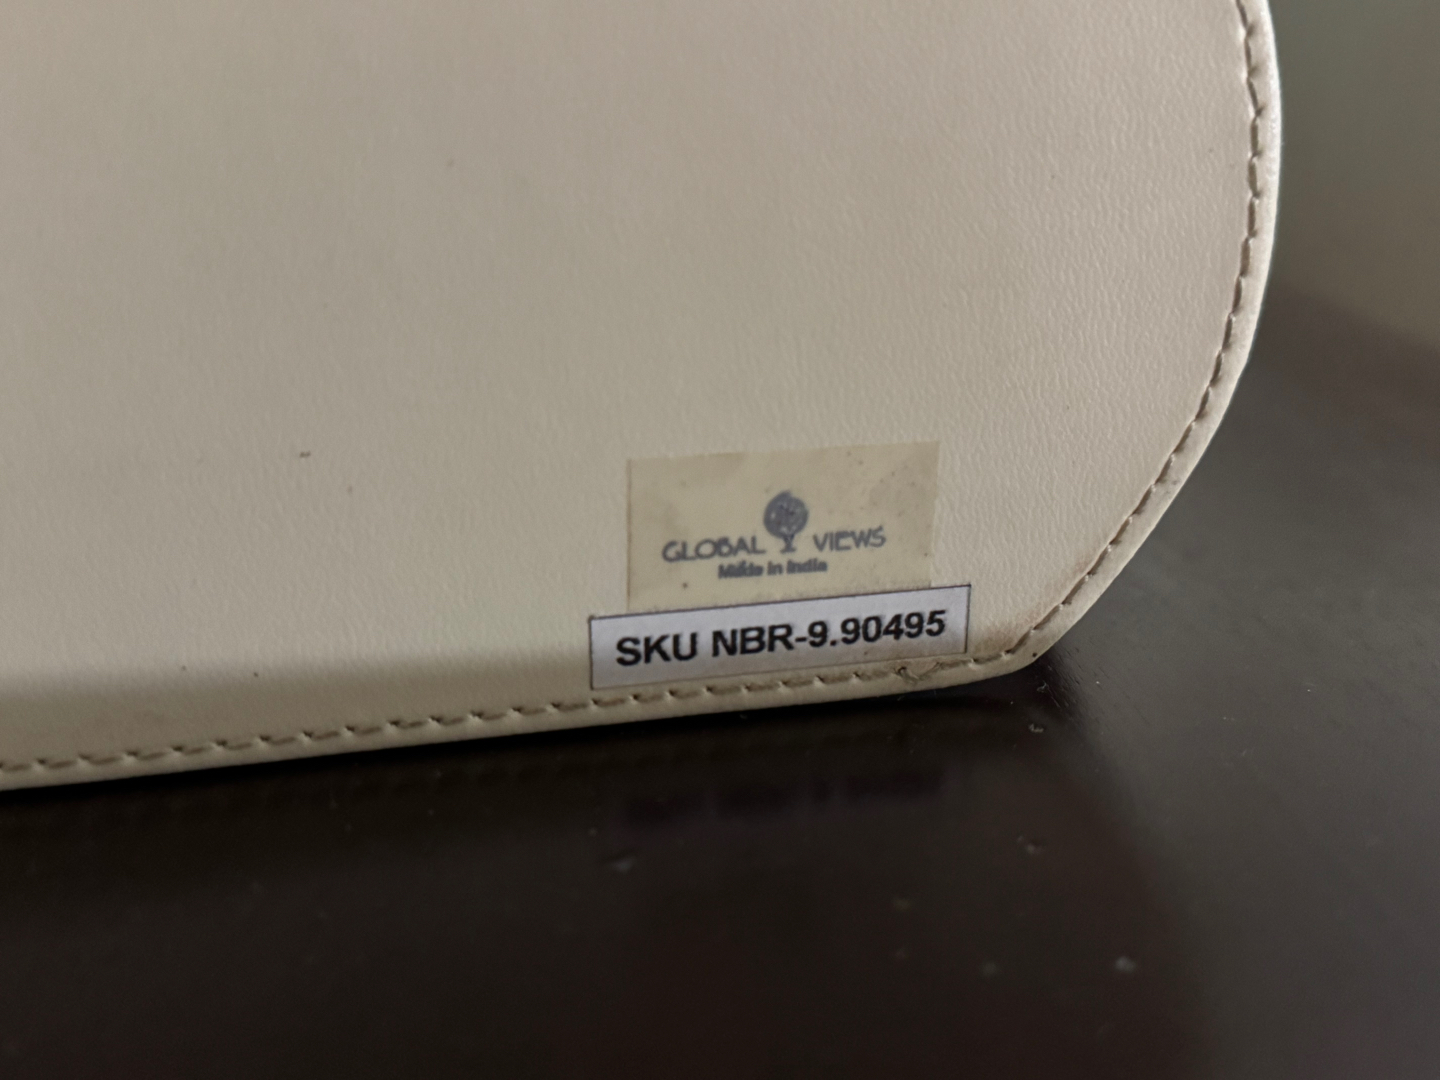 GLOBAL VIEWS
Made in India
SKU NBR-9.90495